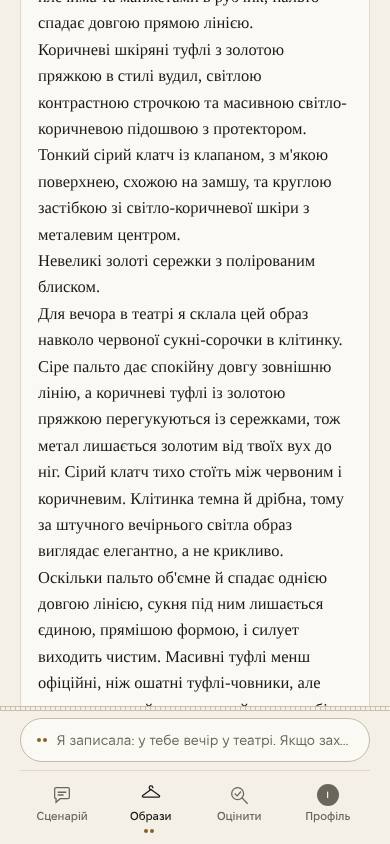 спадає довгою прямою лінією.
Коричневі шкіряні туфлі з золотою
пряжкою в стилі вудил, світлою
контрастною строчкою та масивною світло-
коричневою підошвою з протектором.
Тонкий сірий клатч із клапаном, з м'якою
поверхнею, схожою на замшу, та круглою
застібкою зі світло-коричневої шкіри з
металевим центром.
Невеликі золоті сережки з полірованим
блиском.
Для вечора в театрі я склала цей образ
навколо червоної сукні-сорочки в клітинку.
Сіре пальто дає спокійну довгу зовнішню
лінію, а коричневі туфлі із золотою
пряжкою перегукуються із сережками, тож
метал лишається золотим від твоїх вух до
ніг. Сірий клатч тихо стоїть між червоним і
коричневим. Клітинка темна й дрібна, тому
за штучного вечірнього світла образ
виглядає елегантно, а не крикливо.
Оскільки пальто об'ємне й спадає однією
довгою лінією, сукня під ним лишається
єдиною, прямішою формою, і силует
виходить чистим. Масивні туфлі менш
офіційні, ніж ошатні туфлі-човники, але
Я записала: у тебе вечір у театрі. Якщо зах...
Сценарій
Образи
Оцінити
Профіль